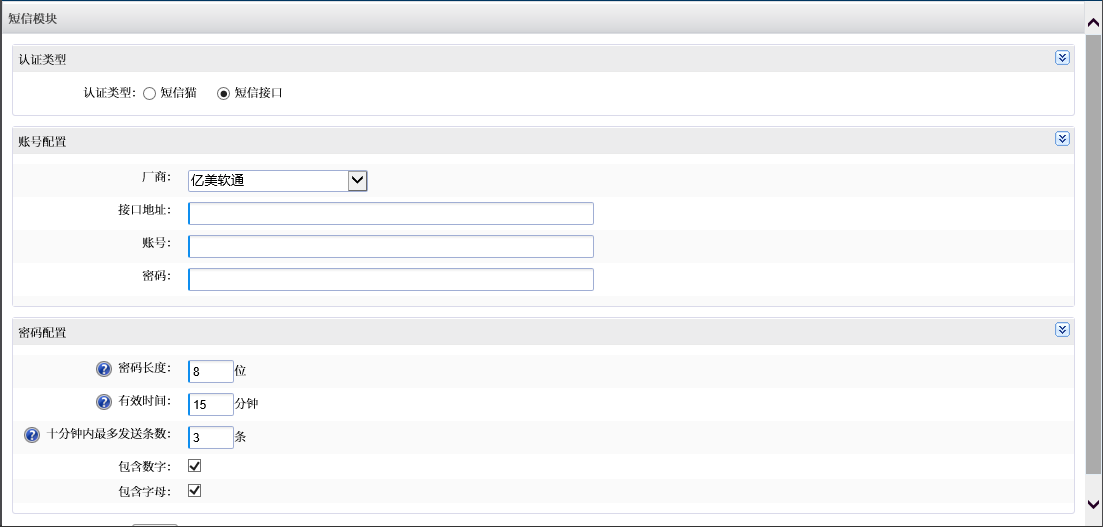 短信模块
认证类型
认证类型: 短信猫 短信接口
账号配置
厂商: 亿美软通
接口地址:
账号:
密码:
密码配置
密码长度: 8 位
有效时间: 15 分钟
十分钟内最多发送条数: 3 条
包含数字:
包含字母: